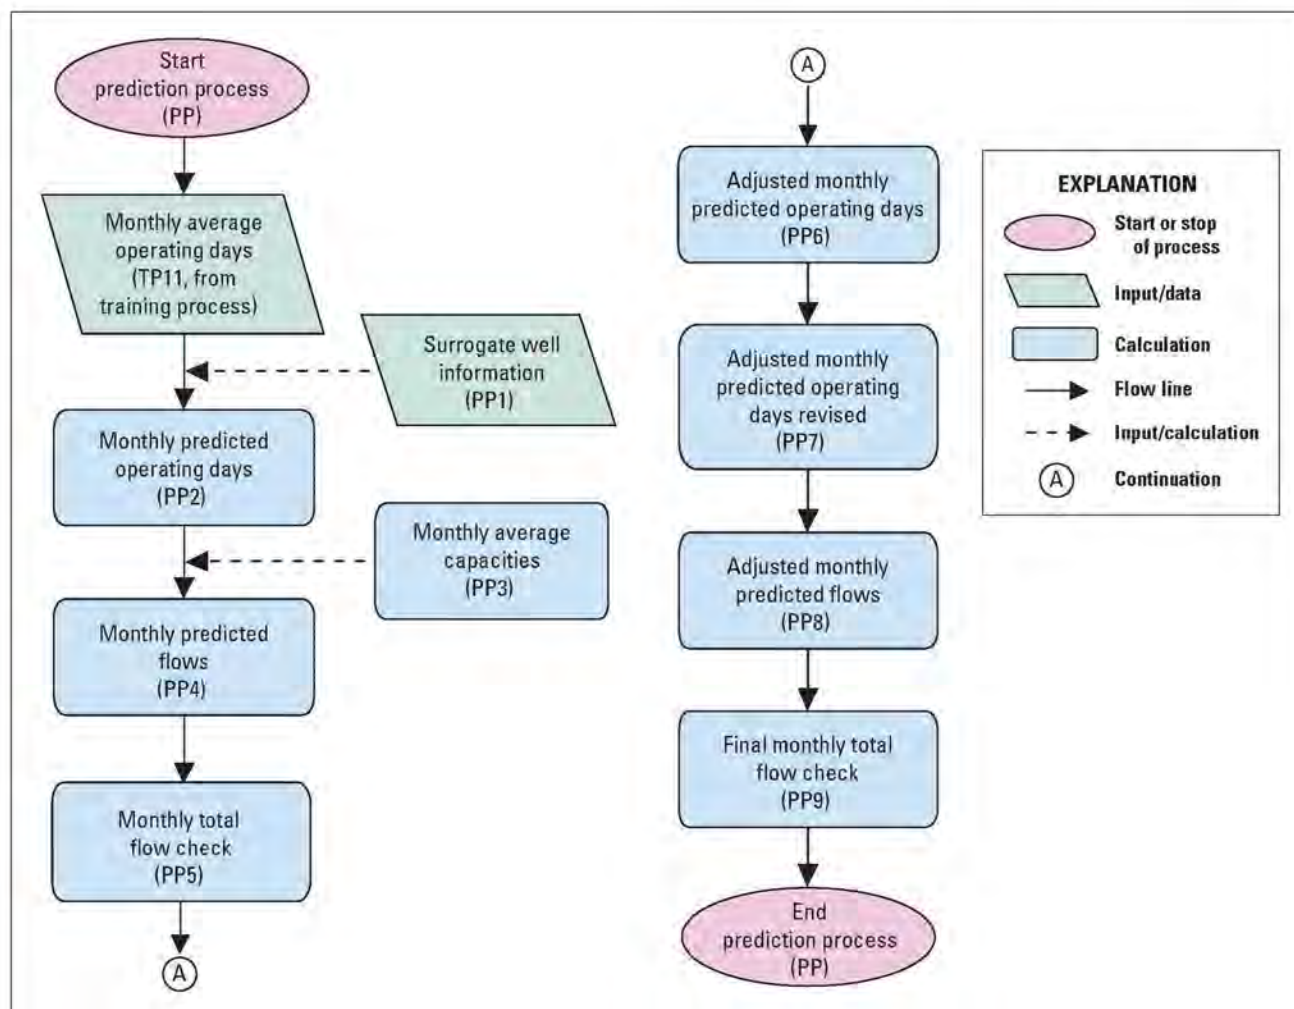 Start
prediction process
(PP)
Monthly average
operating days
(TP11, from
training process)
Surrogate well
information
(PP1)
Monthly predicted
operating days
(PP2)
Monthly average
capacities
(PP3)
Monthly predicted
flows
(PP4)
Monthly total
flow check
(PP5)
A
A
Adjusted monthly
predicted operating days
(PP6)
Adjusted monthly
predicted operating
days revised
(PP7)
Adjusted monthly
predicted flows
(PP8)
Final monthly total
flow check
(PP9)
End
prediction process
(PP)
EXPLANATION
Start or stop
of process
Input/data
Calculation
Flow line
Input/calculation
A
Continuation